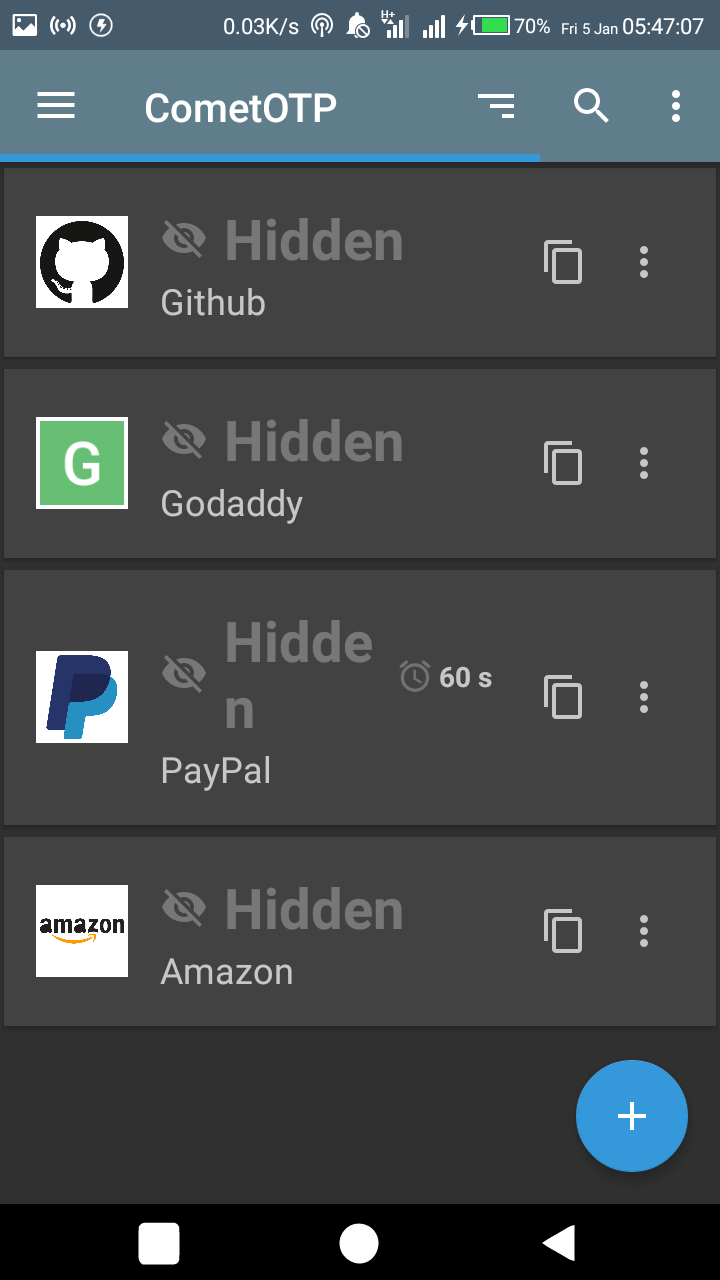 0.03K/s H+ 70% Fri 5 Jan 05:47:07
CometOTP
Hidden
Github
G
Hidden
Godaddy
Hidde
n
60 s
PayPal
amazon
Hidden
Amazon